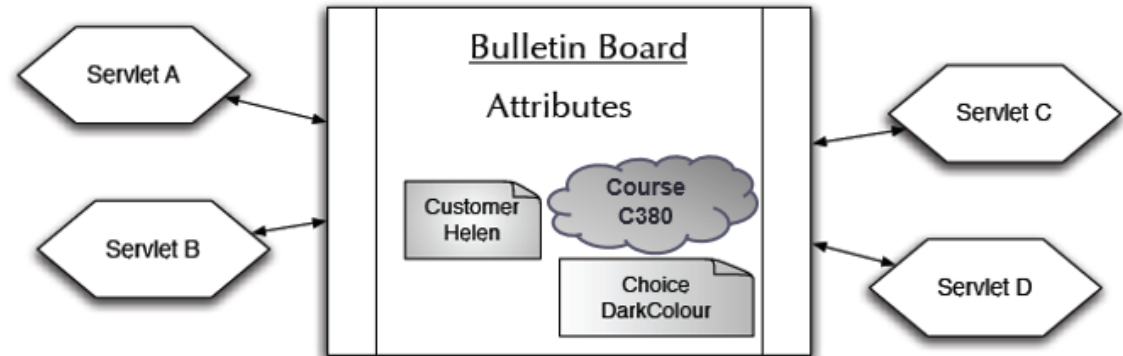 Servlet A
Servlet B
Bulletin Board
Attributes
Customer
Helen
Course
C380
Choice
DarkColour
Servlet C
Servlet D